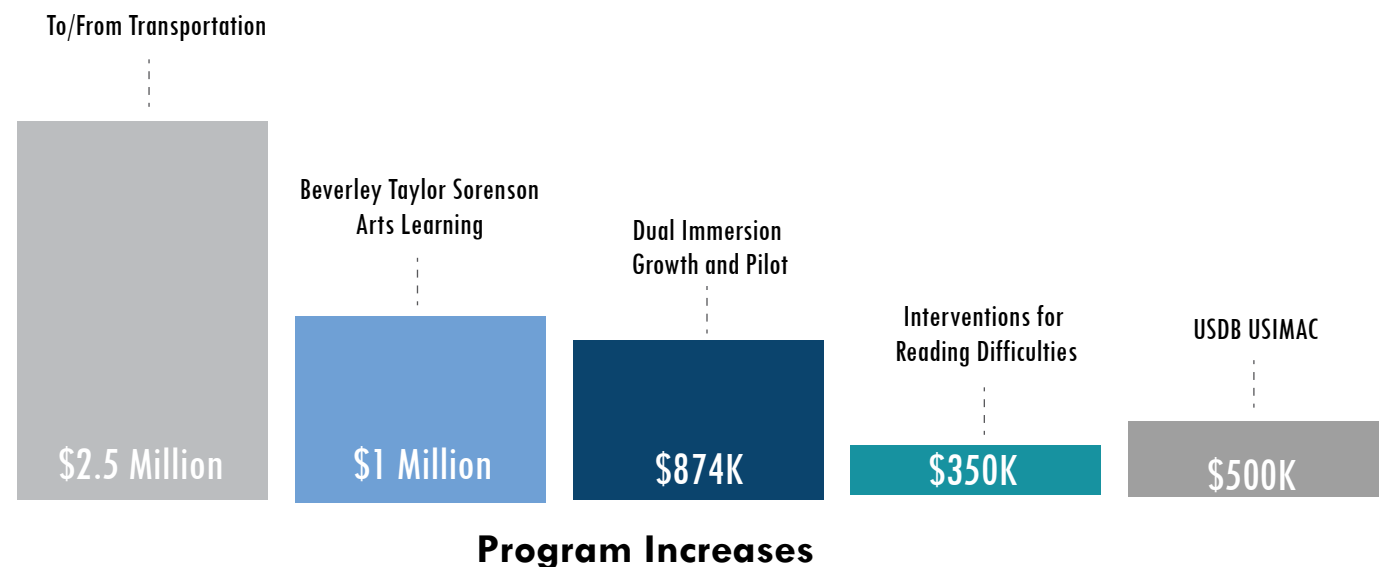 To/From Transportation
Beverley Taylor Sorenson
Arts Learning
Dual Immersion
Growth and Pilot
Interventions for
Reading Difficulties
USDB USIMAC
$2.5 Million
$1 Million
$874K
$350K
$500K
Program Increases